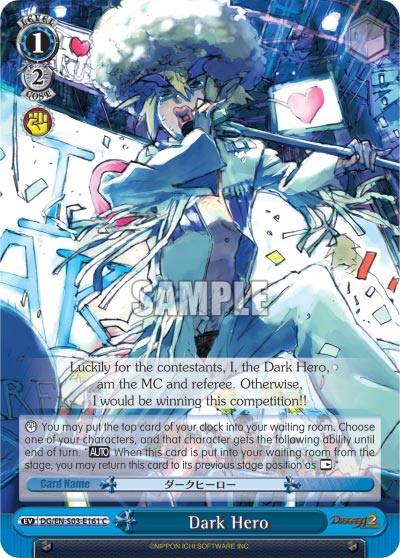 LEVEL
1
2
COST
I
AR
SAMPLE
Luckily for the contestants, I, the Dark Hero,
am the MC and referee. Otherwise,
I would be winning this competition!!
You may put the top card of your clock into your waiting room. Choose
one of your characters, and that character gets the following ability until
end of turn. "AUTO When this card is put into your waiting room from
the stage, you may return this card to its previous stage position as
Card Name ダークヒーロー
EV DG/EN-S03-E161 C
Dark Hero
Disgaea 2
©NIPPON ICHI SOFTWARE INC.